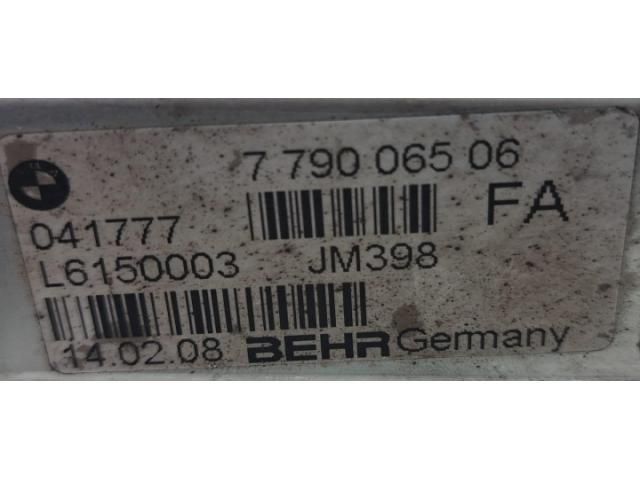 7 790 065 06
FA
041777
L6150003 JM398
14.02.08 BEHR Germany